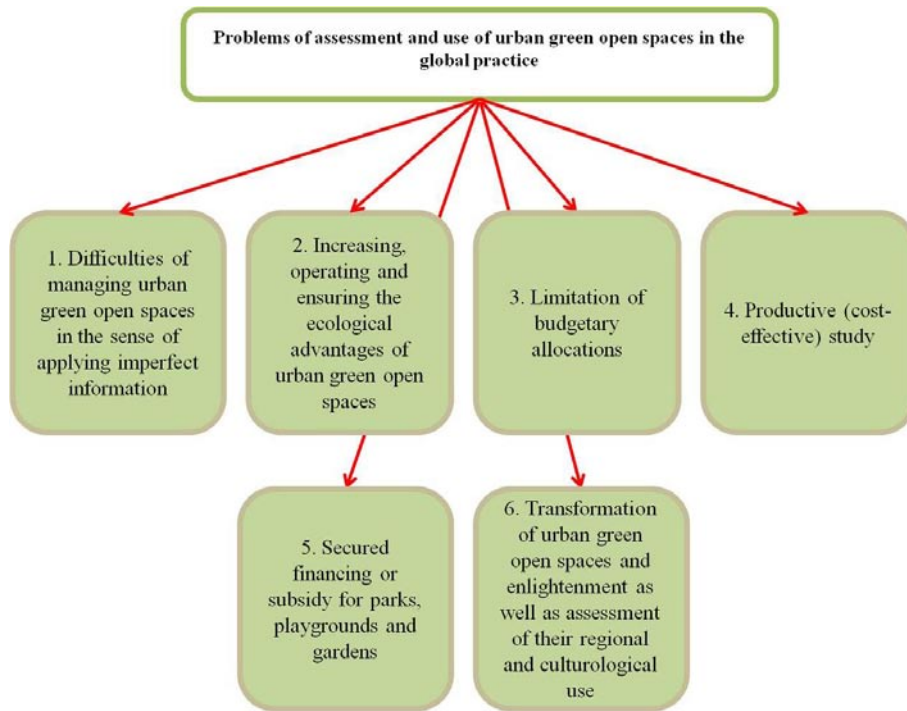 Problems of assessment and use of urban green open spaces in the
global practice
1. Difficulties of
managing urban
green open spaces
in the sense of
applying imperfect
information
2. Increasing,
operating and
ensuring the
ecological
advantages of
urban green open
spaces
3. Limitation of
budgetary
allocations
4. Productive (cost-
effective) study
5. Secured
financing or
subsidy for parks,
playgrounds and
gardens
6. Transformation
of urban green
open spaces and
enlightenment as
well as assessment
of their regional
and culturological
use